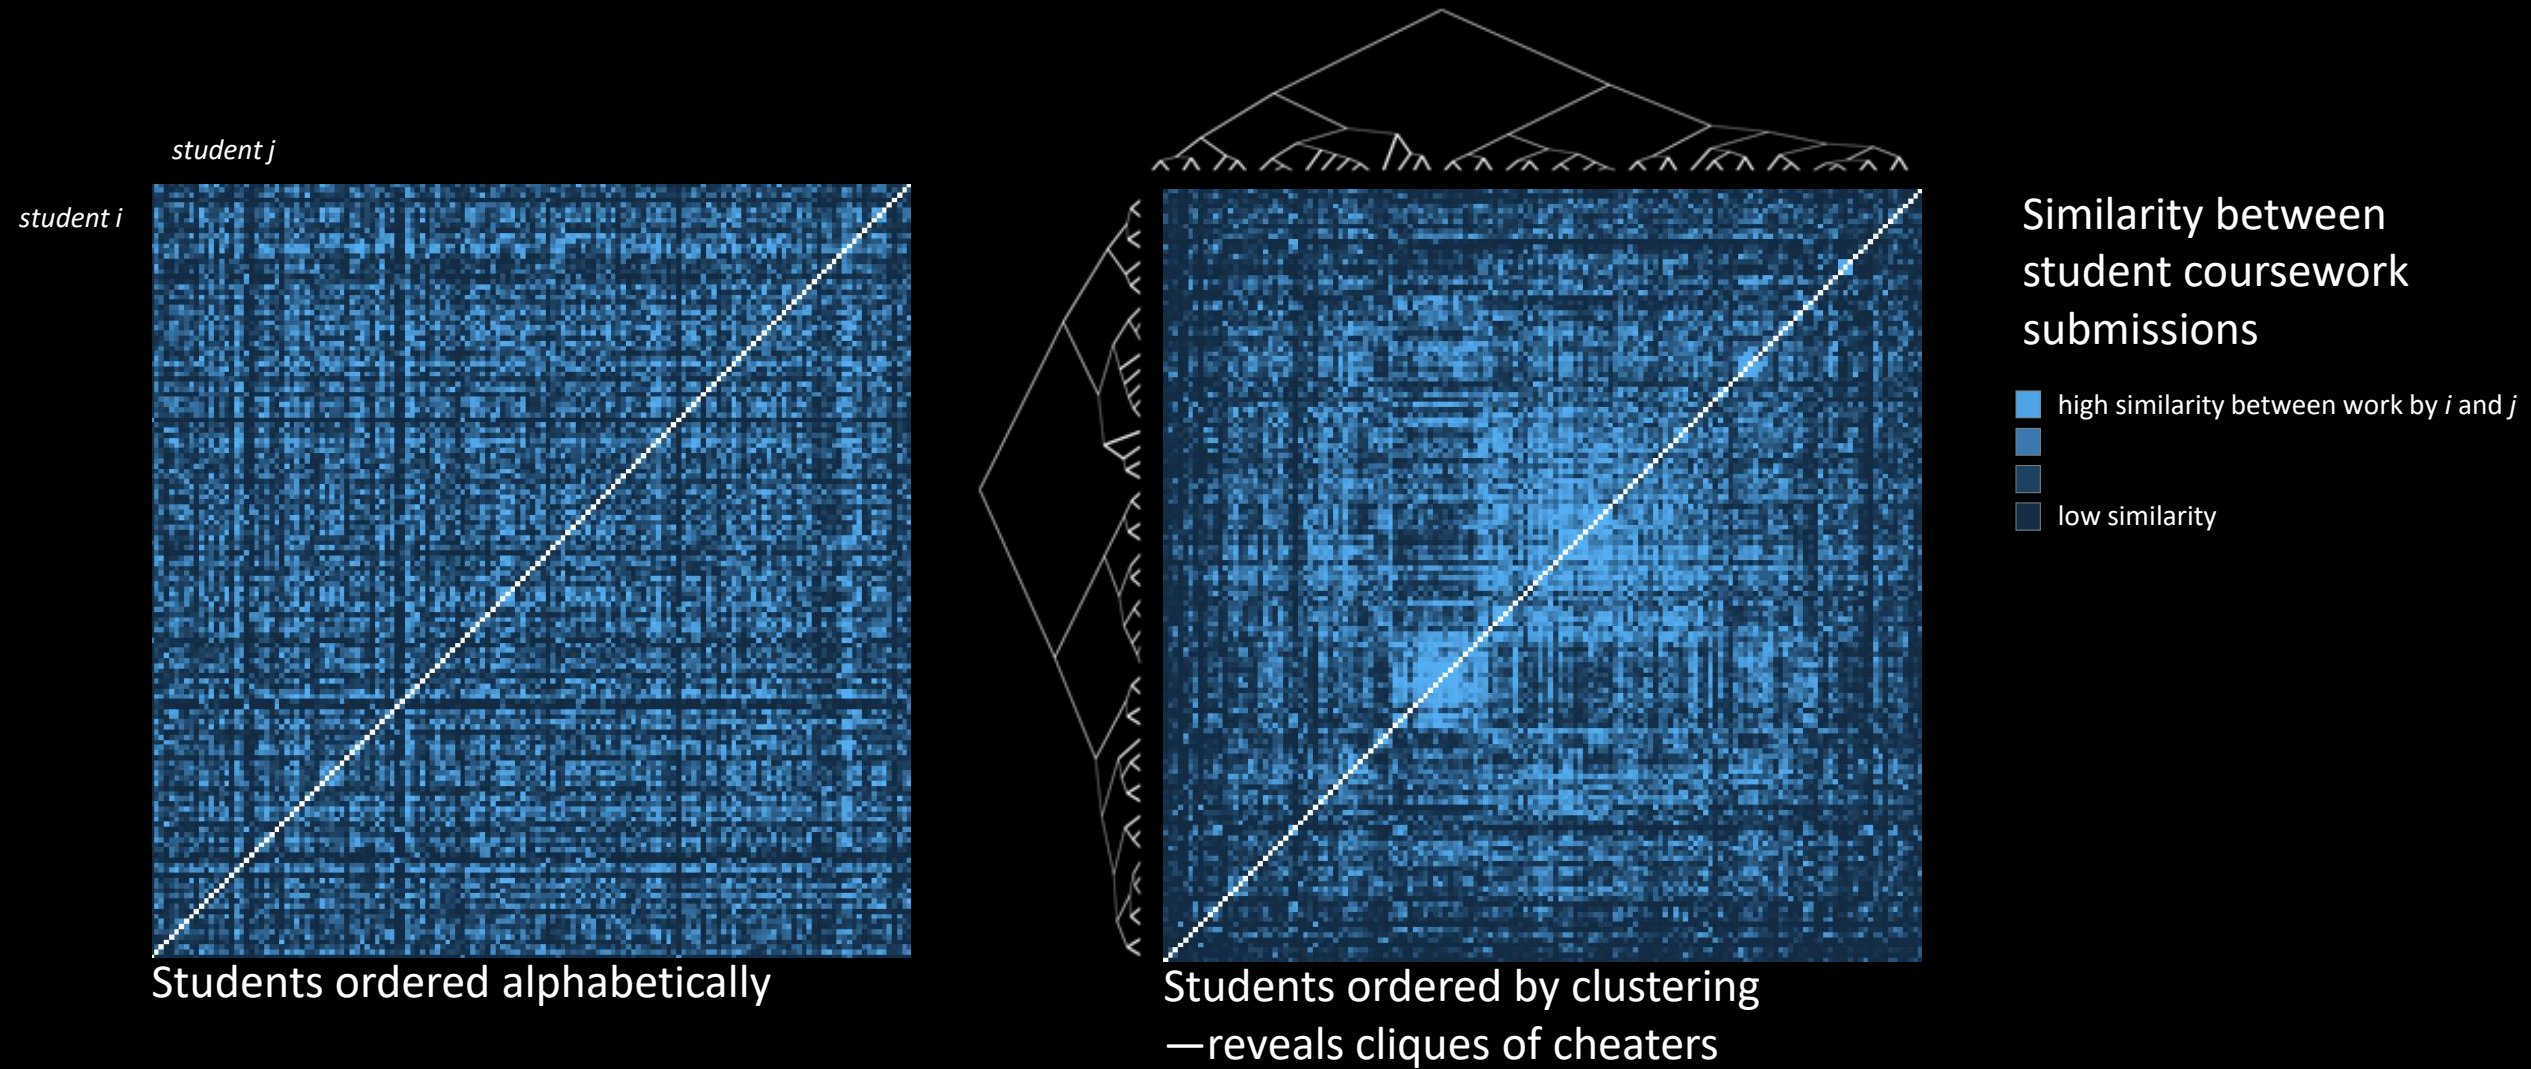 student j
student i
Similarity between
student coursework
submissions
high similarity between work by i and j
low similarity
Students ordered alphabetically
Students ordered by clustering
—reveals cliques of cheaters